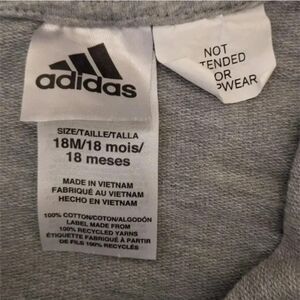 adidas
SIZE/TAILLE/TALLA
18M/18 mois/
18 meses
MADE IN VIETNAM
FABRIQUÉ AU VIETNAM
HECHO EN VIETNAM
100% COTTON/COTON/ALGODÓN
LABEL MADE FROM
100% RECYCLED YARNS
ÉTIQUETTE FABRIQUÉE À PARTIR
DE FILS 100% RECYCLÉS
NOT
TENDED
OR
PWEAR